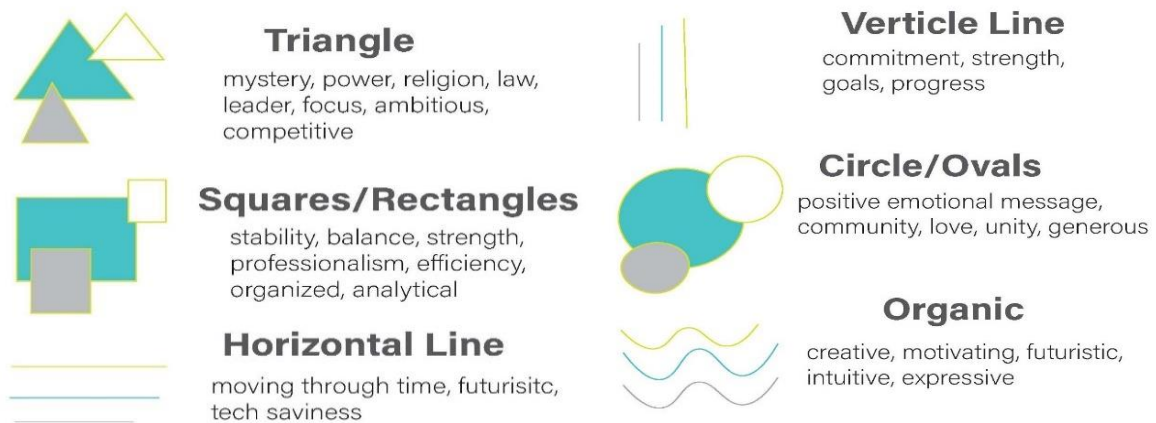 Triangle
mystery, power, religion, law,
leader, focus, ambitious,
competitive
Squares/Rectangles
stability, balance, strength,
professionalism, efficiency,
organized, analytical
Horizontal Line
moving through time, futurisitc,
tech saviness
Verticle Line
commitment, strength,
goals, progress
Circle/Ovals
positive emotional message,
community, love, unity, generous
Organic
creative, motivating, futuristic,
intuitive, expressive